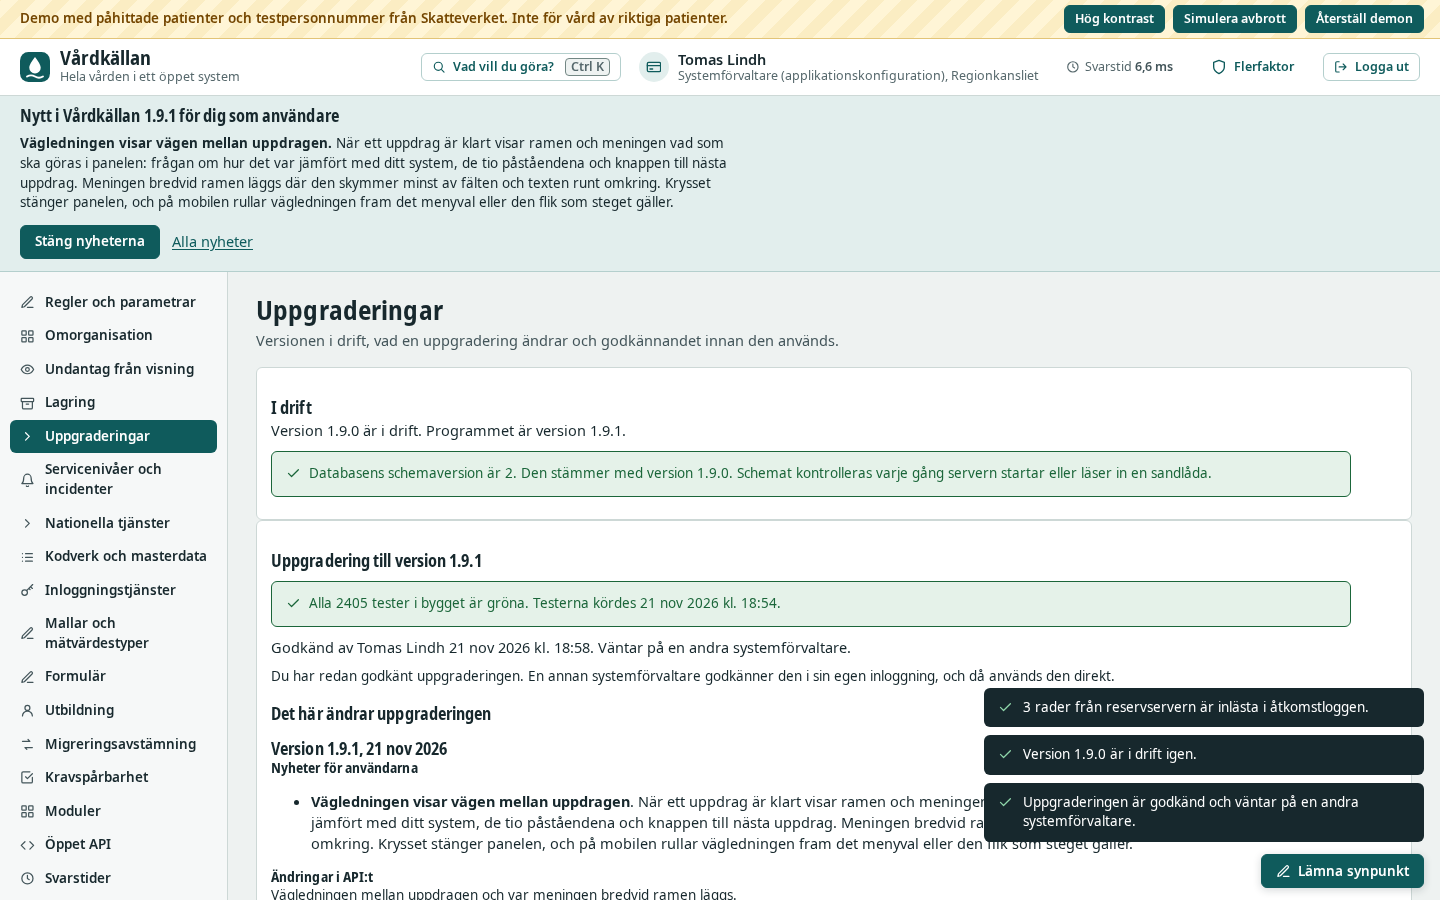 Demo med påhittade patienter och testpersonnummer från Skatteverket. Inte för vård av riktiga patienter.
Hög kontrast
Simulera avbrott
Återställ demon
Vårdkällan
Hela vården i ett öppet system
Vad vill du göra? Ctrl K
Tomas Lindh
Systemförvaltare (applikationskonfiguration), Regionkansliet
Svarstid 6,6 ms
Flerfaktor
Logga ut
Nytt i Vårdkällan 1.9.1 för dig som användare
Vägledningen visar vägen mellan uppdragen. När ett uppdrag är klart visar ramen och meningen vad som
ska göras i panelen: frågan om hur det var jämfört med ditt system, de tio påståendena och knappen till nästa
uppdrag. Meningen bredvid ramen läggs där den skymmer minst av fälten och texten runt omkring. Krysset
stänger panelen, och på mobilen rullar vägledningen fram det menyval eller den flik som steget gäller.
Stäng nyheterna
Alla nyheter
Regler och parametrar
Omorganisation
Undantag från visning
Lagring
Uppgraderingar
Servicenivåer och
incidenter
Nationella tjänster
Kodverk och masterdata
Inloggningstjänster
Mallar och
mätvärdestyper
Formulär
Utbildning
Migreringsavstämning
Kravspårbarhet
Moduler
Öppet API
Svarstider
Uppgraderingar
Versionen i drift, vad en uppgradering ändrar och godkännandet innan den används.
I drift
Version 1.9.0 är i drift. Programmet är version 1.9.1.
Databasens schemaversion är 2. Den stämmer med version 1.9.0. Schemat kontrolleras varje gång servern startar eller läser in en sandlåda.
Uppgradering till version 1.9.1
Alla 2405 tester i bygget är gröna. Testerna kördes 21 nov 2026 kl. 18:54.
Godkänd av Tomas Lindh 21 nov 2026 kl. 18:58. Väntar på en andra systemförvaltare.
Du har redan godkänt uppgraderingen. En annan systemförvaltare godkänner den i sin egen inloggning, och då används den direkt.
Det här ändrar uppgraderingen
Version 1.9.1, 21 nov 2026
Nyheter för användarna
Vägledningen visar vägen mellan uppdragen. När ett uppdrag är klart visar ramen och meningen
jämfört med ditt system, de tio påståendena och knappen till nästa uppdrag. Meningen bredvid
omkring. Krysset stänger panelen, och på mobilen rullar vägledningen fram det menyval eller den flik som steget gäller.
Ändringar i API:t
Vägledningen mellan uppdragen och var meningen bredvid ramen läggs.
3 rader från reservservern är inlästa i åtkomstloggen.
Version 1.9.0 är i drift igen.
Uppgraderingen är godkänd och väntar på en andra
systemförvaltare.
Lämna synpunkt